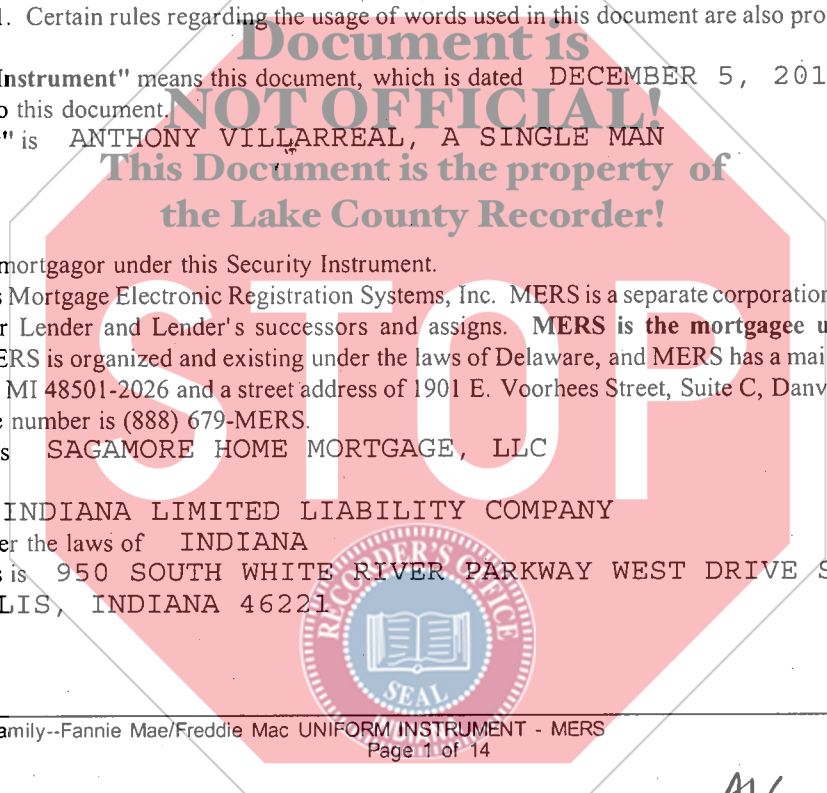 1. Certain rules regarding the usage of words used in this document are also pro
Document is
Instrument" means this document, which is dated DECEMBER 5, 201
o this document.
NOT OFFICIAL!
" is ANTHONY VILLARREAL, A SINGLE MAN
This Document is the property of
the Lake County Recorder!
mortgagor under this Security Instrument.
s Mortgage Electronic Registration Systems, Inc. MERS is a separate corporation
r Lender and Lender's successors and assigns. MERS is the mortgagee u
ERS is organized and existing under the laws of Delaware, and MERS has a mai
MI 48501-2026 and a street address of 1901 E. Voorhees Street, Suite C, Danv
e number is (888) 679-MERS.
STOP
s SAGAMORE HOME MORTGAGE, LLC
INDIANA LIMITED LIABILITY COMPANY
er the laws of INDIANA
s is 950 SOUTH WHITE RIVER PARKWAY WEST DRIVE S
LIS, INDIANA 46221
RECORDER'S OFFICE
SEAL
INDIANA
amily--Fannie Mae/Freddie Mac UNIFORM INSTRUMENT - MERS
Page 1 of 14